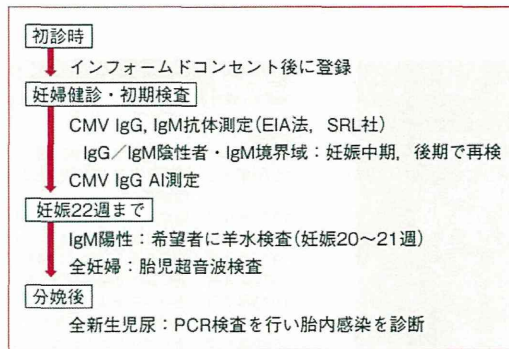 初診時
インフォームドコンセント後に登録
妊婦健診・初期検査
CMV IgG, IgM抗体測定(EIA法, SRL社)
IgG/IgM陰性者・IgM境界域:妊娠中期, 後期で再検
CMV IgG AI測定
妊娠22週まで
IgM陽性:希望者に羊水検査(妊娠20~21週)
全妊婦:胎児超音波検査
分娩後
全新生児尿:PCR検査を行い胎内感染を診断